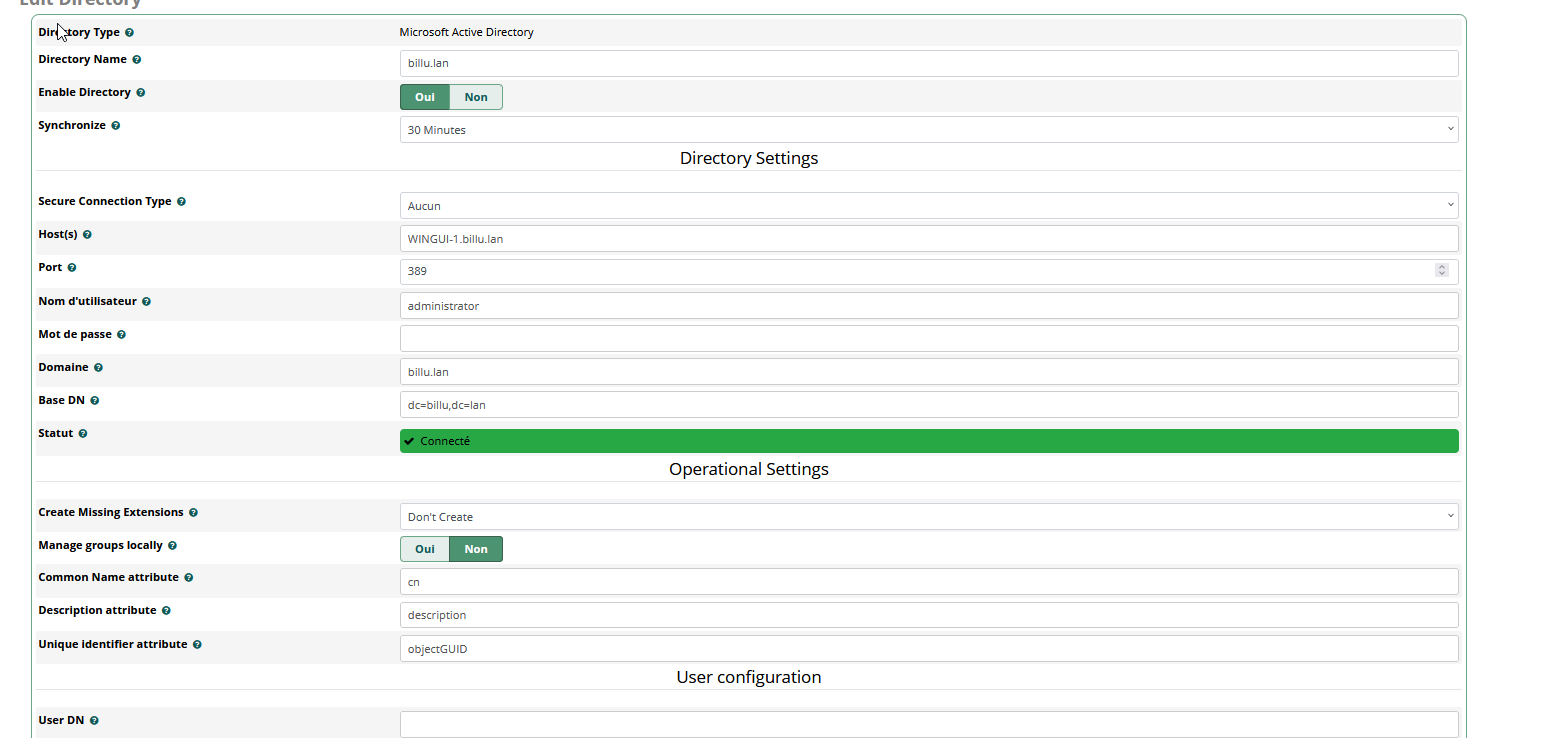 Edit Directory
Directory Type
Microsoft Active Directory
Directory Name
billu.lan
Enable Directory
Oui Non
Synchronize
30 Minutes
Directory Settings
Secure Connection Type
Aucun
Host(s)
WINGUI-1.billu.lan
Port
389
Nom d'utilisateur
administrator
Mot de passe
Domaine
billu.lan
Base DN
dc=billu,dc=lan
Statut
Connecté
Operational Settings
Create Missing Extensions
Don't Create
Manage groups locally
Oui Non
Common Name attribute
cn
Description attribute
description
Unique identifier attribute
objectGUID
User configuration
User DN